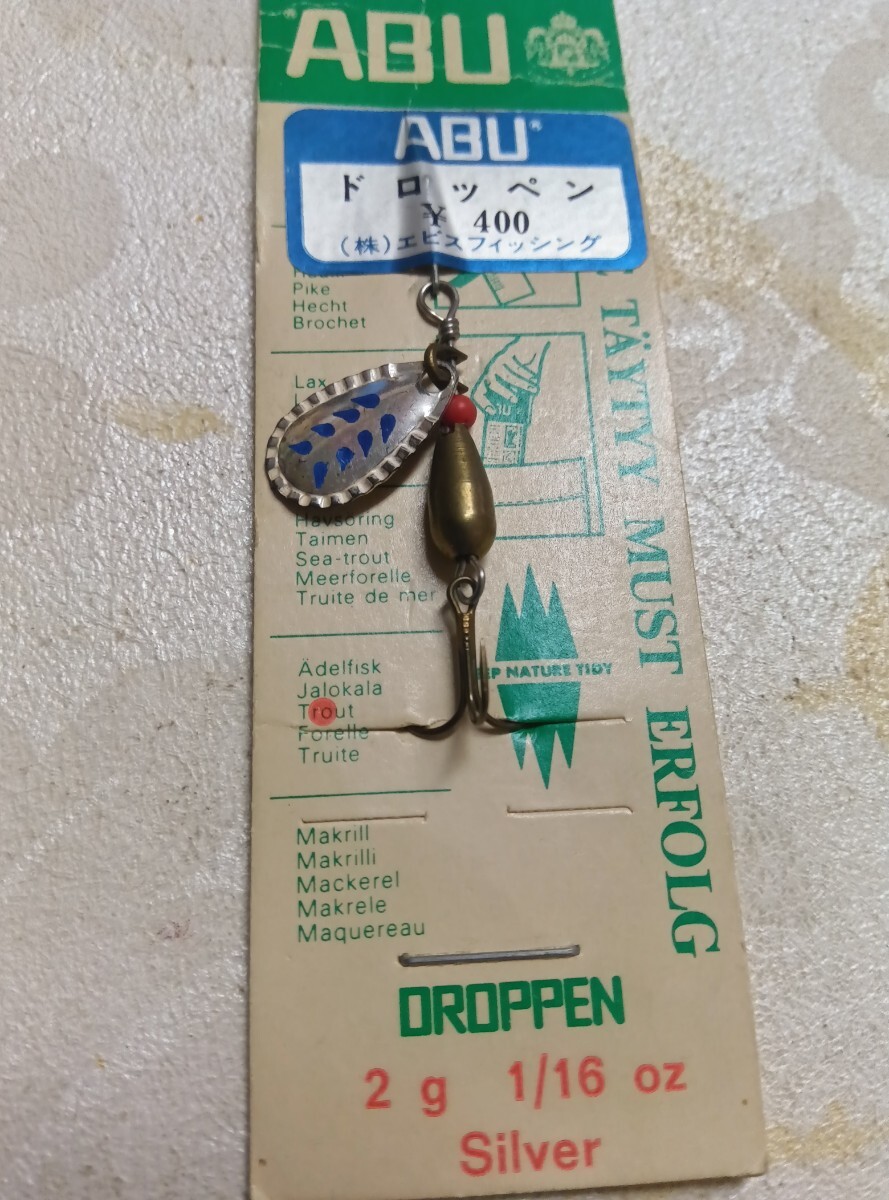 ABU
ABU®
ドロッペン
¥ 400
(株)エビスフィッシング
Pike
Hecht
Brochet
Lax
Havsöring
Taimen
Sea-trout
Meerforelle
Truite de mer
Ädelfisk
Jalokala
Trout
Forelle
Truite
Makrill
Makrilli
Mackerel
Makrele
Maquereau
NATURE TIDY
TÄYTYY MUST ERFOLG
DROPPEN
2 g 1/16 oz
Silver